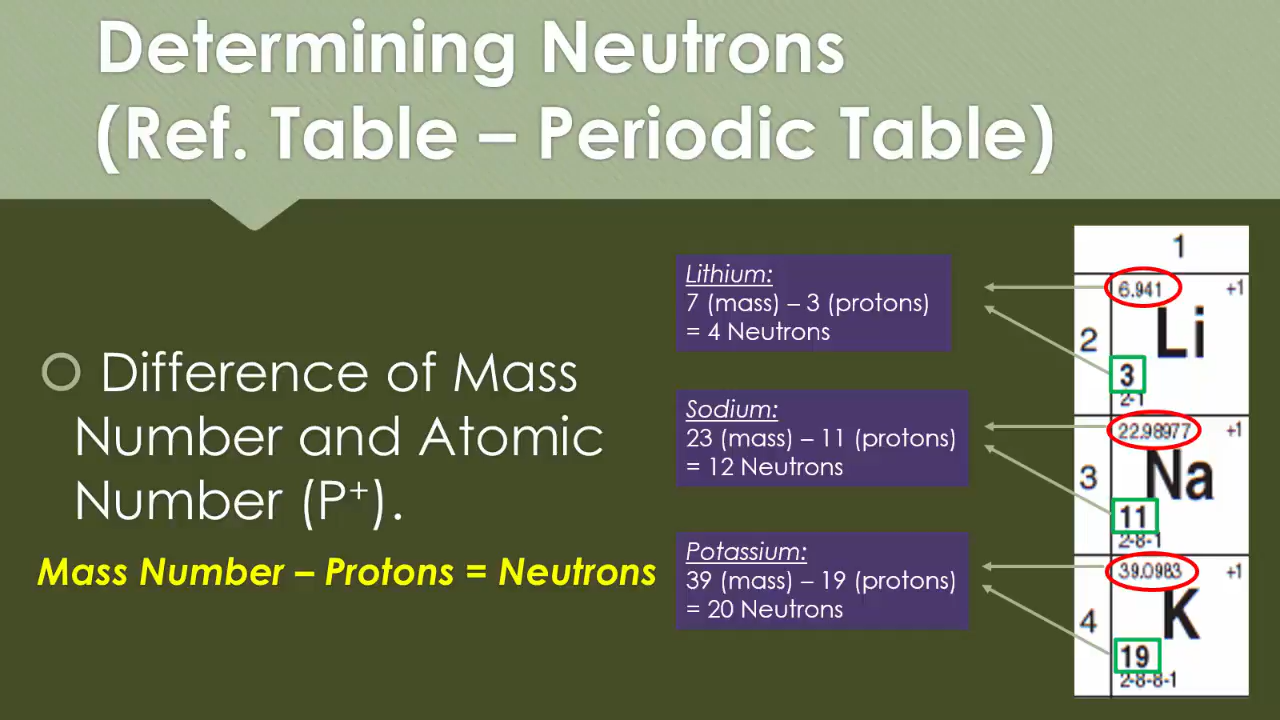 Determining Neutrons
(Ref. Table – Periodic Table)
Difference of Mass
Number and Atomic
Number (P⁺).
Mass Number – Protons = Neutrons
Lithium:
7 (mass) – 3 (protons)
= 4 Neutrons
Sodium:
23 (mass) – 11 (protons)
= 12 Neutrons
Potassium:
39 (mass) – 19 (protons)
= 20 Neutrons
1
6.941 +1
2 Li
3
2-1
22.98977 +1
3 Na
11
2-8-1
39.0983 +1
4 K
19
2-8-8-1